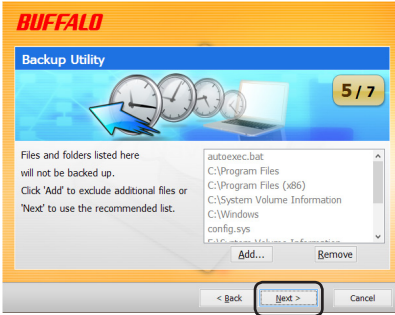 BUFFALO
Backup Utility
5 / 7
Files and folders listed here
will not be backed up.
Click 'Add' to exclude additional files or
'Next' to use the recommended list.
autoexec.bat
C:\Program Files
C:\Program Files (x86)
C:\System Volume Information
C:\Windows
config.sys
Add...
Remove
< Back
Next >
Cancel